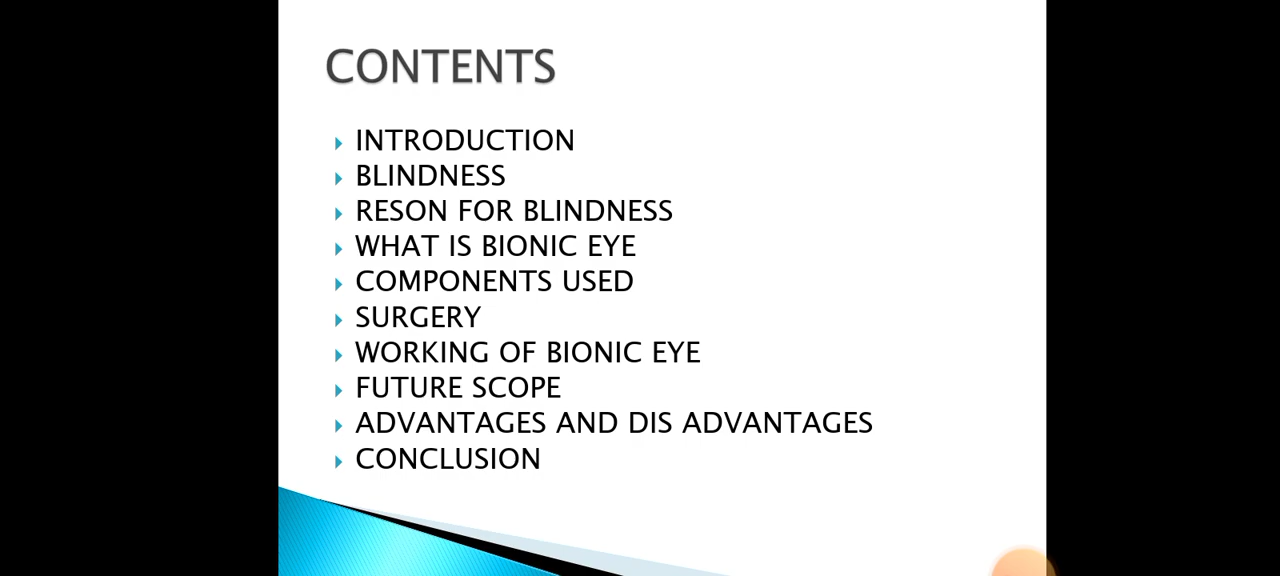 CONTENTS
INTRODUCTION
BLINDNESS
RESON FOR BLINDNESS
WHAT IS BIONIC EYE
COMPONENTS USED
SURGERY
WORKING OF BIONIC EYE
FUTURE SCOPE
ADVANTAGES AND DIS ADVANTAGES
CONCLUSION